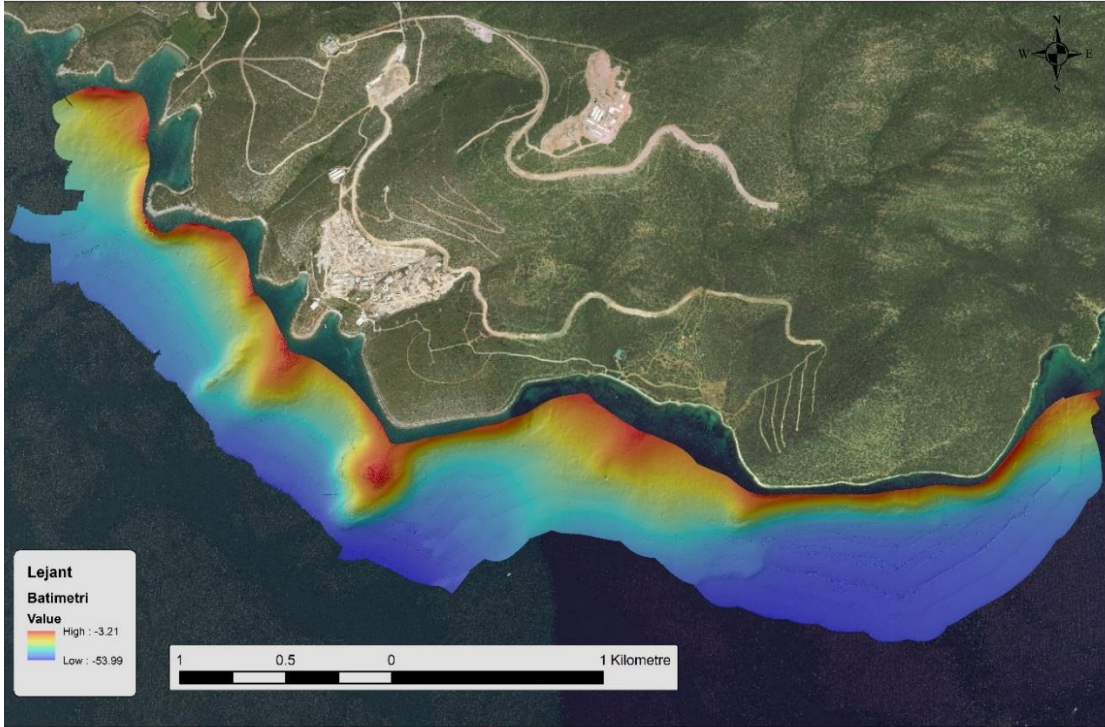 N
W E
S
Lejant
Batimetri
Value
High : -3.21
Low : -53.99
1 0.5 0 1 Kilometre